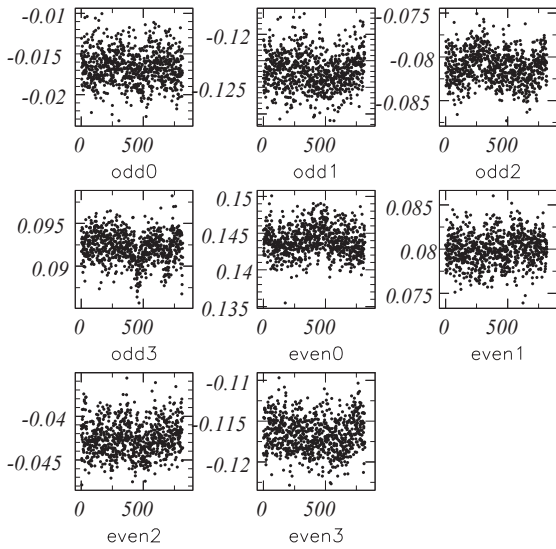 -0.01 -0.12 -0.075
-0.015 -0.08
-0.02 -0.125 -0.085
0 500 0 500 0 500
odd0 odd1 odd2
0.095 0.15 0.085
0.145 0.08
0.09 0.14 0.075
0.135
0 500 0 500 0 500
odd3 even0 even1
-0.04 -0.11
-0.115
-0.045 -0.12
0 500 0 500
even2 even3